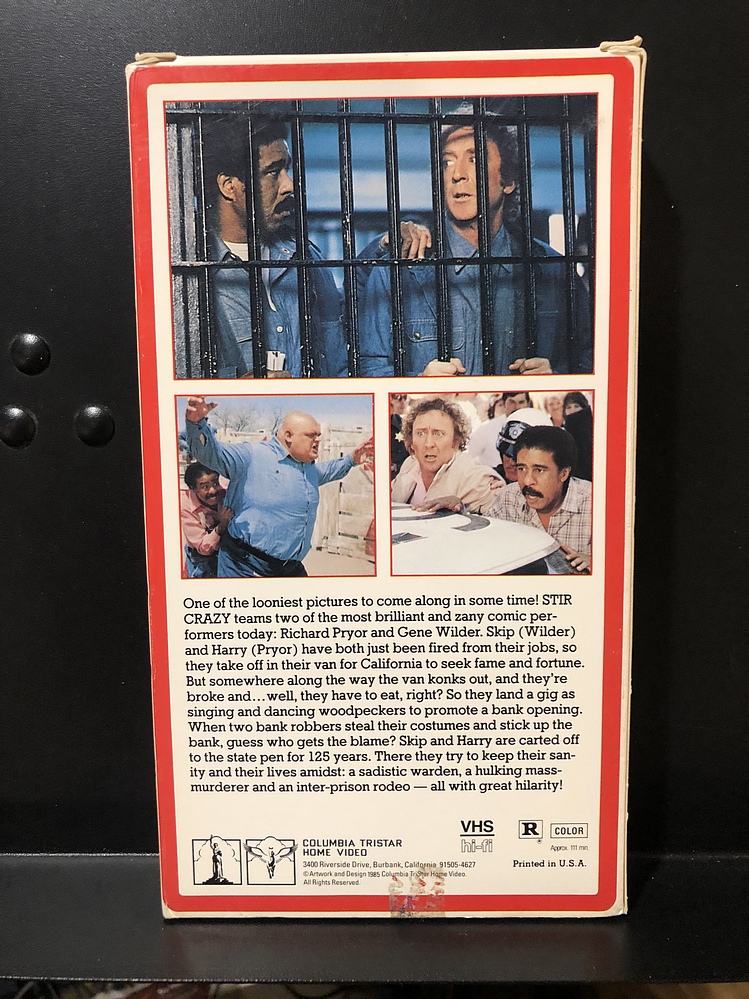 One of the looniest pictures to come along in some time! STIR
CRAZY teams two of the most brilliant and zany comic per-
formers today: Richard Pryor and Gene Wilder. Skip (Wilder)
and Harry (Pryor) have both just been fired from their jobs, so
they take off in their van for California to seek fame and fortune.
But somewhere along the way the van konks out, and they're
broke and...well, they have to eat, right? So they land a gig as
singing and dancing woodpeckers to promote a bank opening.
When two bank robbers steal their costumes and stick up the
bank, guess who gets the blame? Skip and Harry are carted off
to the state pen for 125 years. There they try to keep their san-
ity and their lives amidst: a sadistic warden, a hulking mass-
murderer and an inter-prison rodeo — all with great hilarity!
COLUMBIA TRISTAR
HOME VIDEO
3400 Riverside Drive, Burbank, California 91505-4627
©Artwork and Design 1985 Columbia TriStar Home Video.
All Rights Reserved.
VHS
hi-fi
R
COLOR
Approx. 111 min.
Printed in U.S.A.